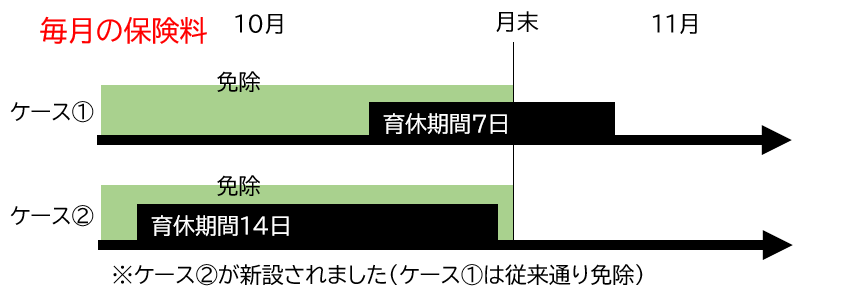 毎月の保険料
10月
月末
11月
免除
ケース①
育休期間7日
免除
ケース②
育休期間14日
※ケース②が新設されました(ケース①は従来通り免除)